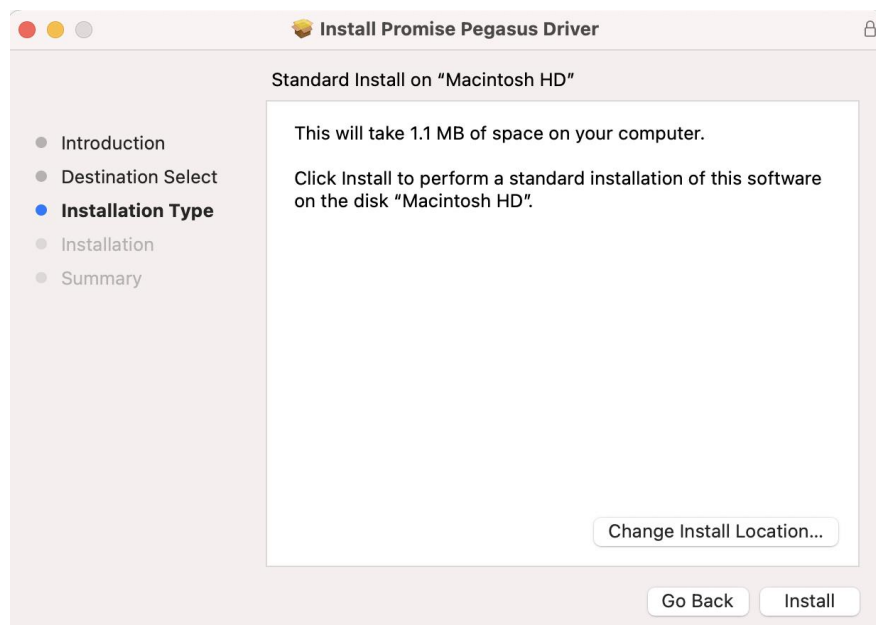 Install Promise Pegasus Driver
Standard Install on “Macintosh HD”
Introduction
Destination Select
Installation Type
Installation
Summary
This will take 1.1 MB of space on your computer.
Click Install to perform a standard installation of this software
on the disk “Macintosh HD”.
Change Install Location...
Go Back
Install